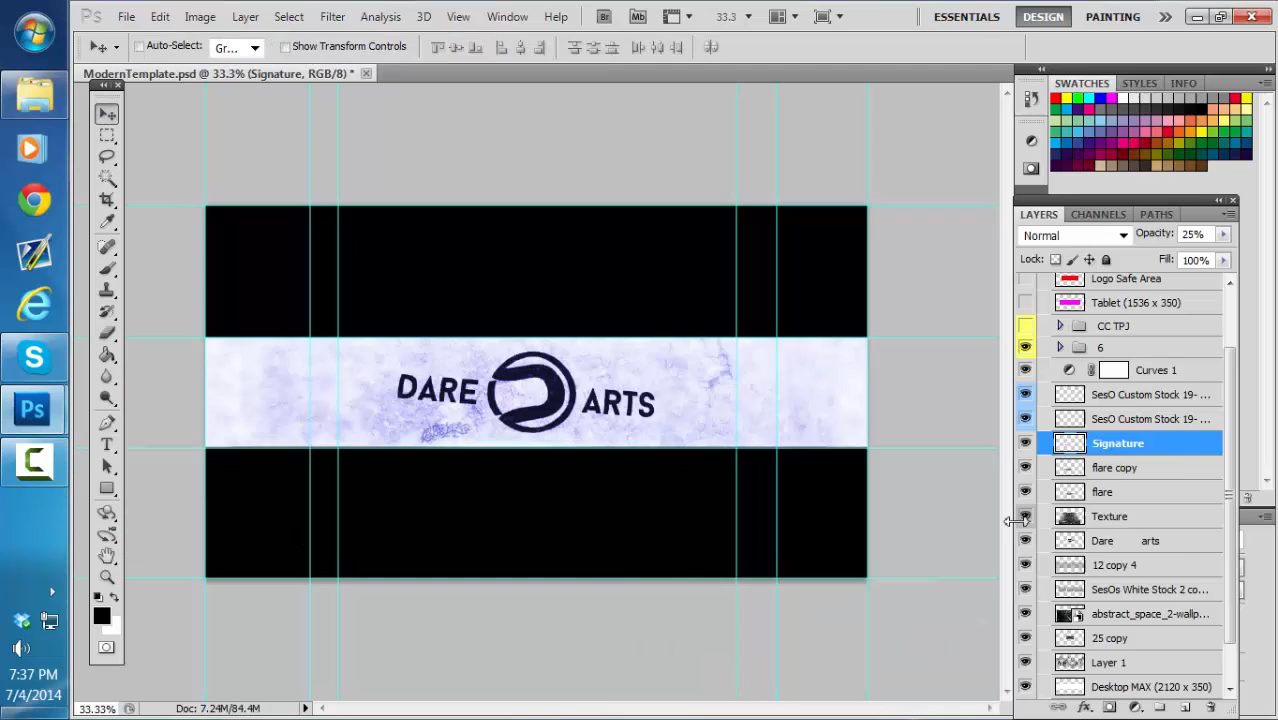 Ps File Edit Image Layer Select Filter Analysis 3D View Window Help Br Mb 33.3 ESSENTIALS DESIGN PAINTING
Auto-Select: Gr... Show Transform Controls
ModernTemplate.psd @ 33.3% (Signature, RGB/8) *
SWATCHES STYLES INFO
LAYERS CHANNELS PATHS
Normal Opacity: 25%
Lock: Fill: 100%
Logo Safe Area
Tablet (1536 x 350)
CC TPJ
6
Curves 1
SesO Custom Stock 19- ...
SesO Custom Stock 19- ...
Signature
flare copy
flare
Texture
Dare arts
12 copy 4
SesOs White Stock 2 co...
abstract_space_2-wallp...
25 copy
Layer 1
Desktop MAX (2120 x 350)
DARE ARTS
Ps
7:37 PM
7/4/2014
33.33% Doc: 7.24M/84.4M